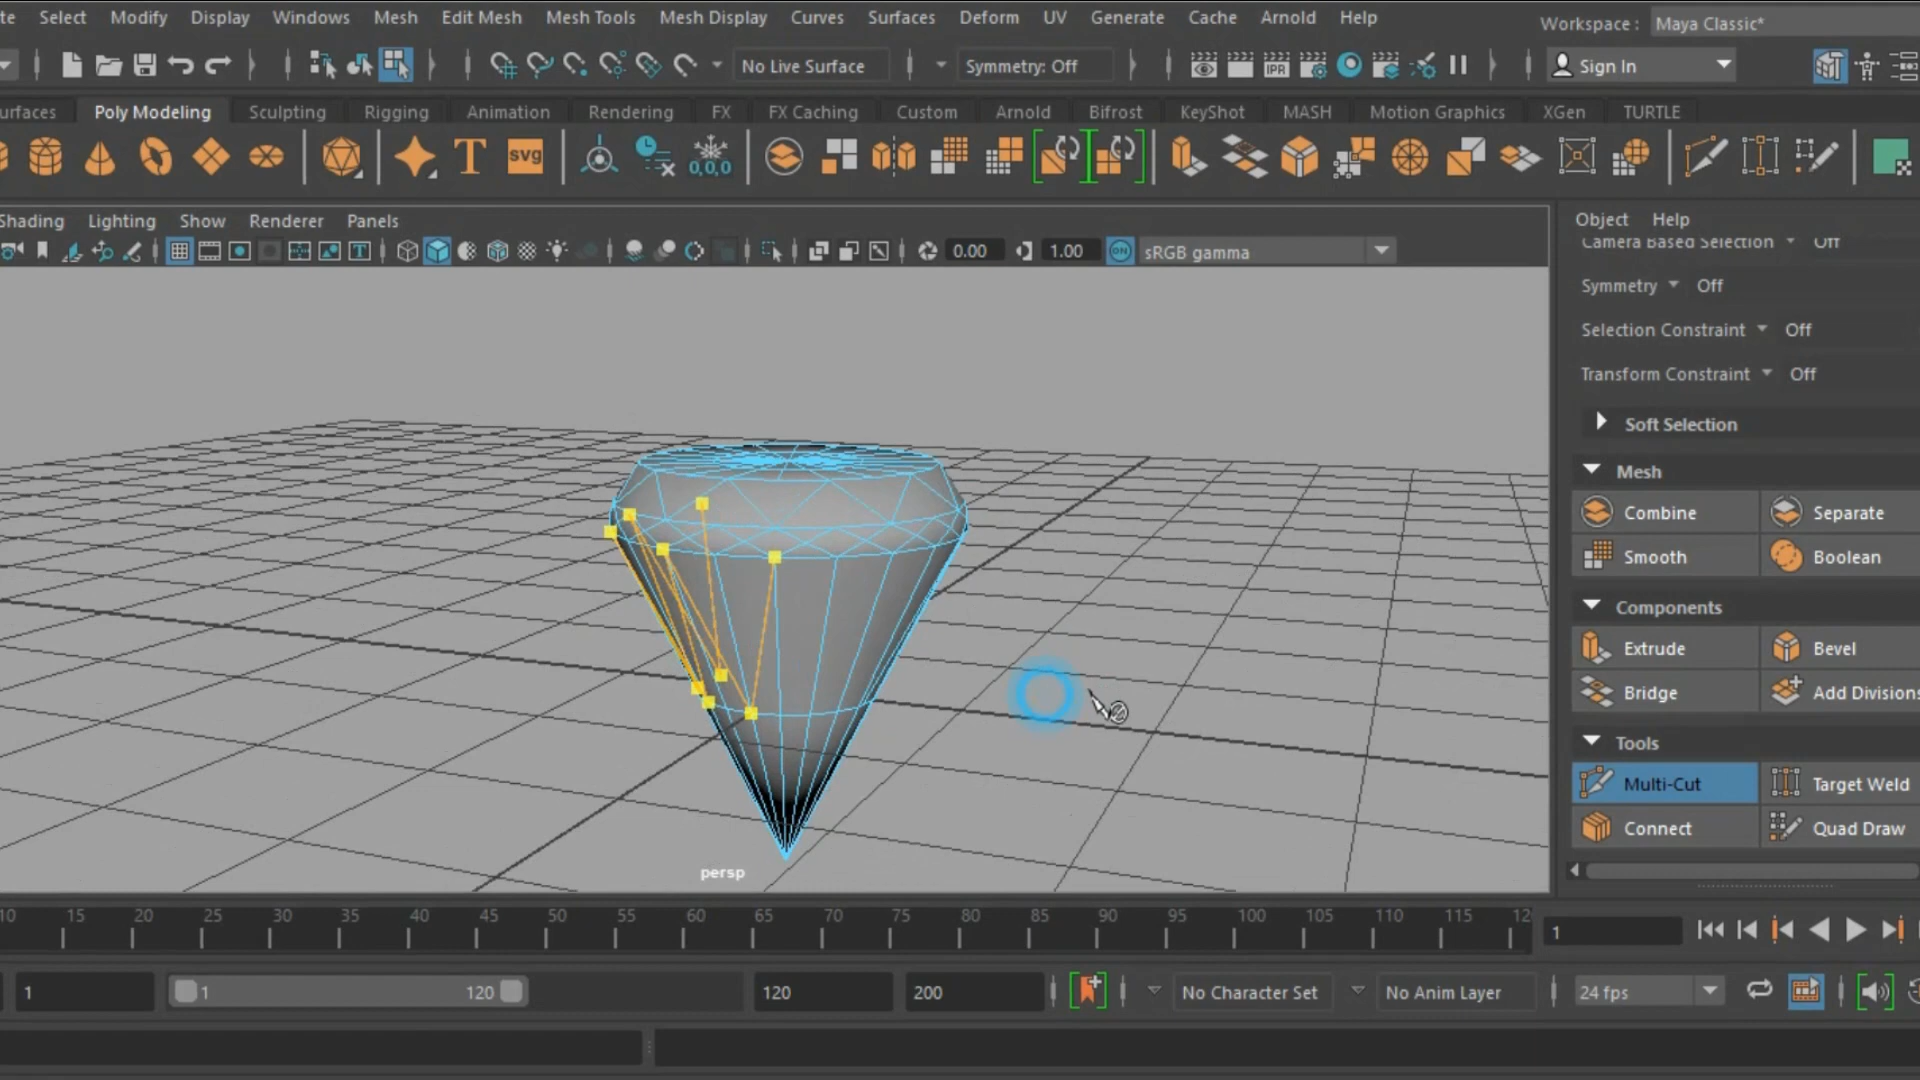 te Select Modify Display Windows Mesh Edit Mesh Mesh Tools Mesh Display Curves Surfaces Deform UV Generate Cache Arnold Help
Workspace : Maya Classic*
No Live Surface Symmetry: Off IPR Sign In
urfaces Poly Modeling Sculpting Rigging Animation Rendering FX FX Caching Custom Arnold Bifrost KeyShot MASH Motion Graphics XGen TURTLE
T SVG 0,0,0
Shading Lighting Show Renderer Panels
Object Help
T 0.00 1.00 ON sRGB gamma
Camera Based Selection Off
Symmetry Off
Selection Constraint Off
Transform Constraint Off
Soft Selection
Mesh
Combine Separate
Smooth Boolean
Components
Extrude Bevel
Bridge Add Divisions
Tools
Multi-Cut Target Weld
Connect Quad Draw
persp
10 15 20 25 30 35 40 45 50 55 60 65 70 75 80 85 90 95 100 105 110 115 12
1
1 1 120 120 200 No Character Set No Anim Layer 24 fps